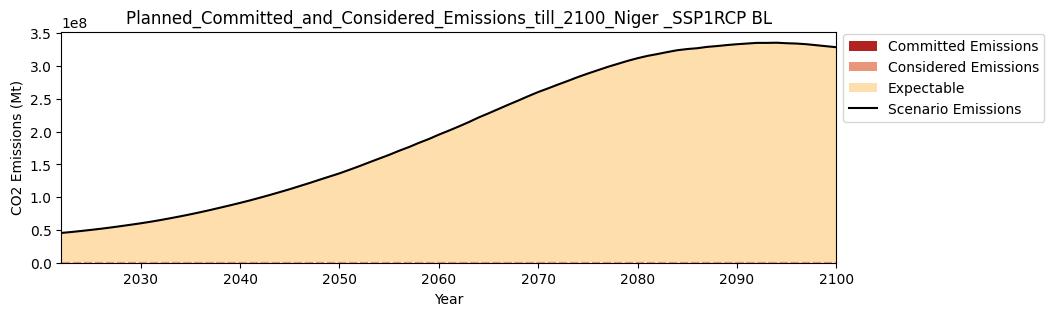 Planned_Committed_and_Considered_Emissions_till_2100_Niger _SSP1RCP BL
1e8
3.5
3.0
2.5
2.0
1.5
1.0
0.5
0.0
CO2 Emissions (Mt)
2030 2040 2050 2060 2070 2080 2090 2100
Year
Committed Emissions
Considered Emissions
Expectable
Scenario Emissions